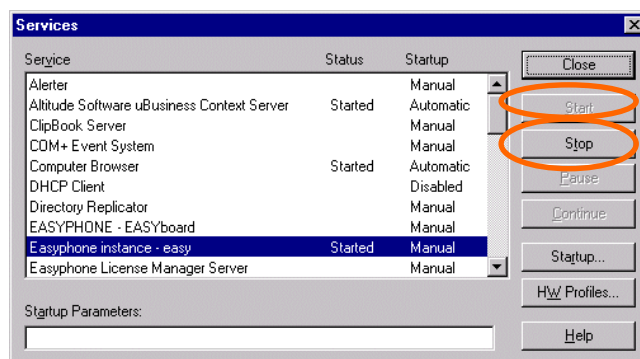 Services
Service Status Startup
Alerter Manual
Altitude Software uBusiness Context Server Started Automatic
ClipBook Server Manual
COM+ Event System Manual
Computer Browser Started Automatic
DHCP Client Disabled
Directory Replicator Manual
EASYPHONE - EASYboard Manual
Easyphone instance - easy Started Manual
Easyphone License Manager Server Manual
Startup Parameters:
Close
Start
Stop
Pause
Continue
Startup...
HW Profiles...
Help